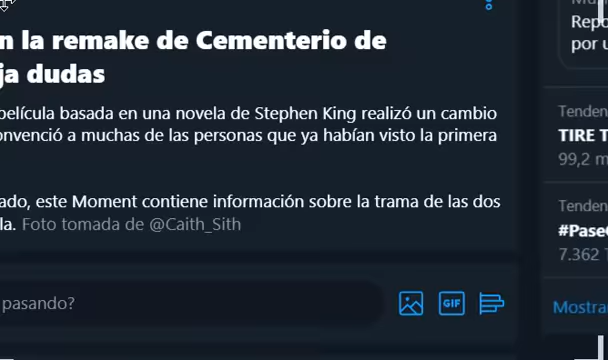 n la remake de Cementerio de
ja dudas
película basada en una novela de Stephen King realizó un cambio
onvenció a muchas de las personas que ya habían visto la primera
ado, este Moment contiene información sobre la trama de las dos
la. Foto tomada de @Caith_Sith
pasando?
GIF
Repo
por u
Tenden
TIRE T
99,2 m
Tenden
#Pase
7.362 T
Mostra